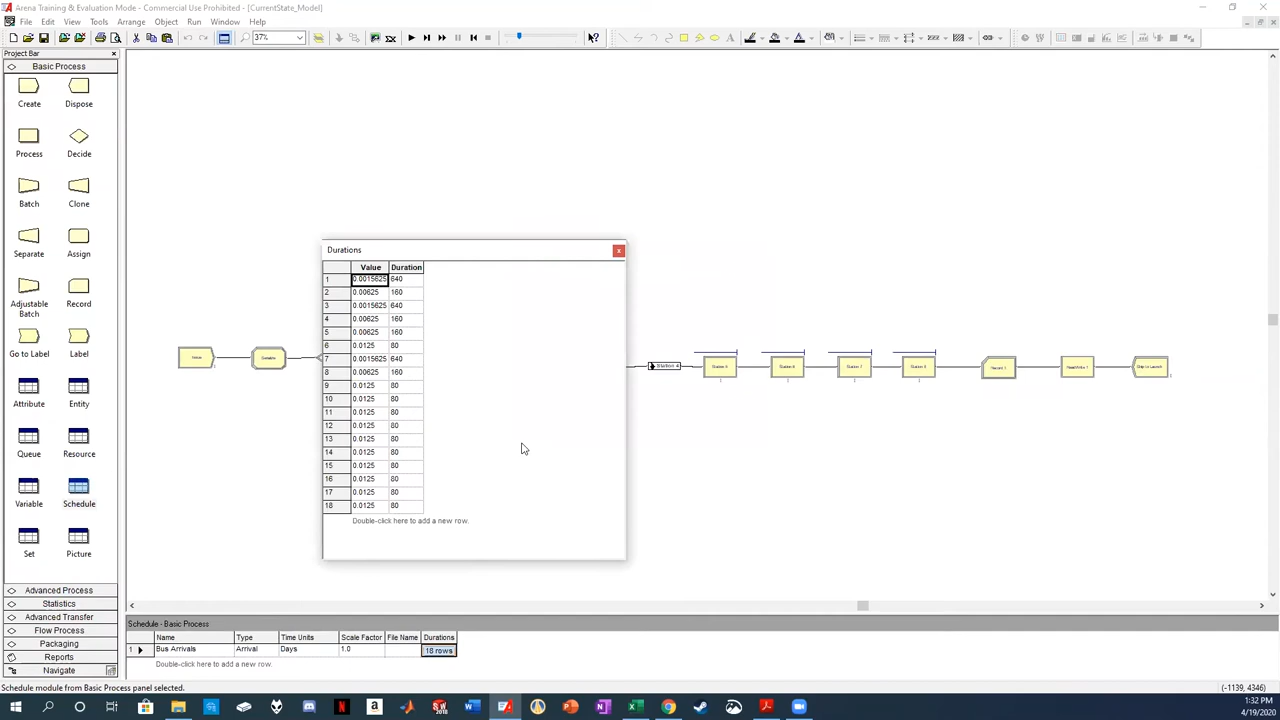 Arena Training & Evaluation Mode - Commercial Use Prohibited - [CurrentState_Model]
File Edit View Tools Arrange Object Run Window Help
37%
Project Bar
Basic Process
Create Dispose
Process Decide
Batch Clone
Separate Assign
Adjustable Batch Record
Go to Label Label
Attribute Entity
Queue Resource
Variable Schedule
Set Picture
Advanced Process
Statistics
Advanced Transfer
Flow Process
Packaging
Reports
Navigate
Durations
Value Duration
1 0.0015625 640
2 0.00625 160
3 0.0015625 640
4 0.00625 160
5 0.00625 160
6 0.0125 80
7 0.0015625 640
8 0.00625 160
9 0.0125 80
10 0.0125 80
11 0.0125 80
12 0.0125 80
13 0.0125 80
14 0.0125 80
15 0.0125 80
16 0.0125 80
17 0.0125 80
18 0.0125 80
Double-click here to add a new row.
Schedule - Basic Process
Name Type Time Units Scale Factor File Name Durations
1 Bus Arrivals Arrival Days 1.0 18 rows
Double-click here to add a new row.
Schedule module from Basic Process panel selected.
(-1139, 4346)
1:32 PM
4/19/2020